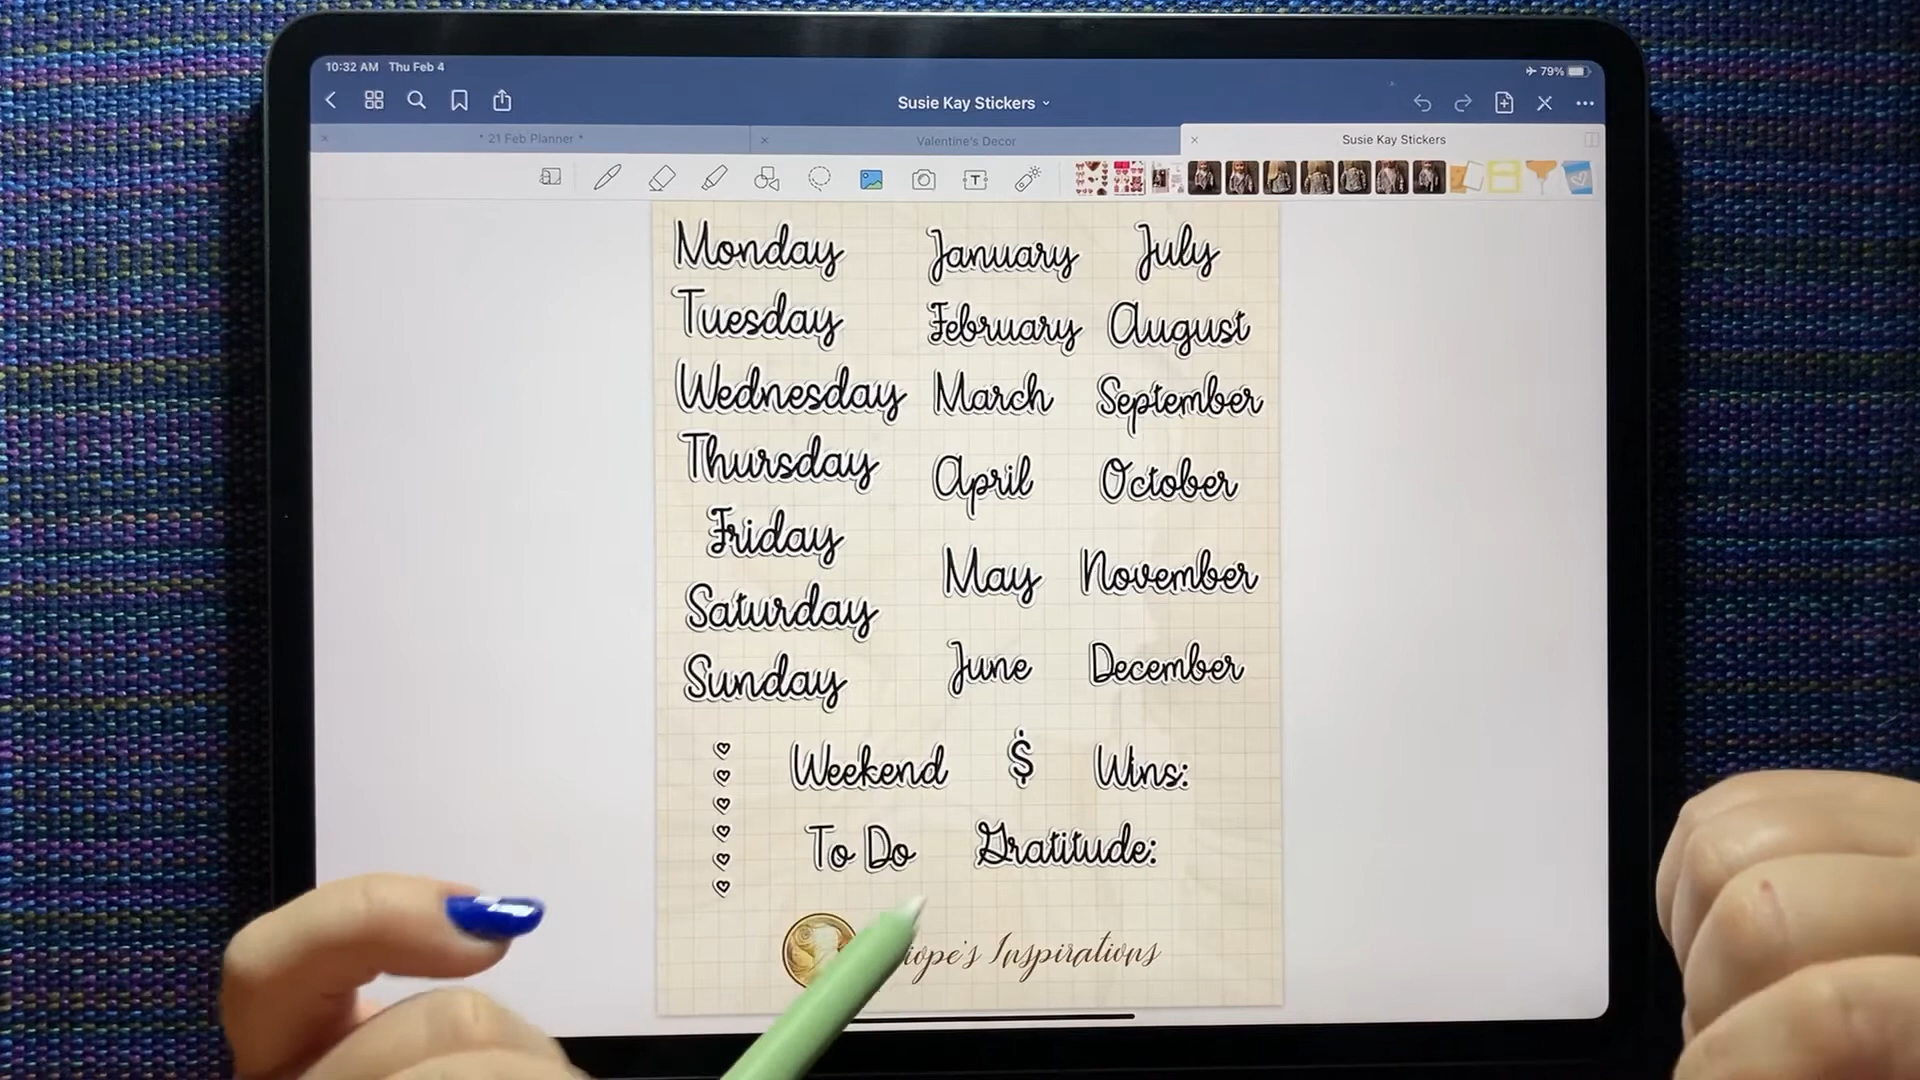 10:32 AM Thu Feb 4
79%
Susie Kay Stickers
* 21 Feb Planner *
Valentine's Decor
Susie Kay Stickers
T
Monday January July
Tuesday February August
Wednesday March September
Thursday April October
Friday
May November
Saturday
June December
Sunday
Weekend $ Wins:
To Do Gratitude:
Inspirations